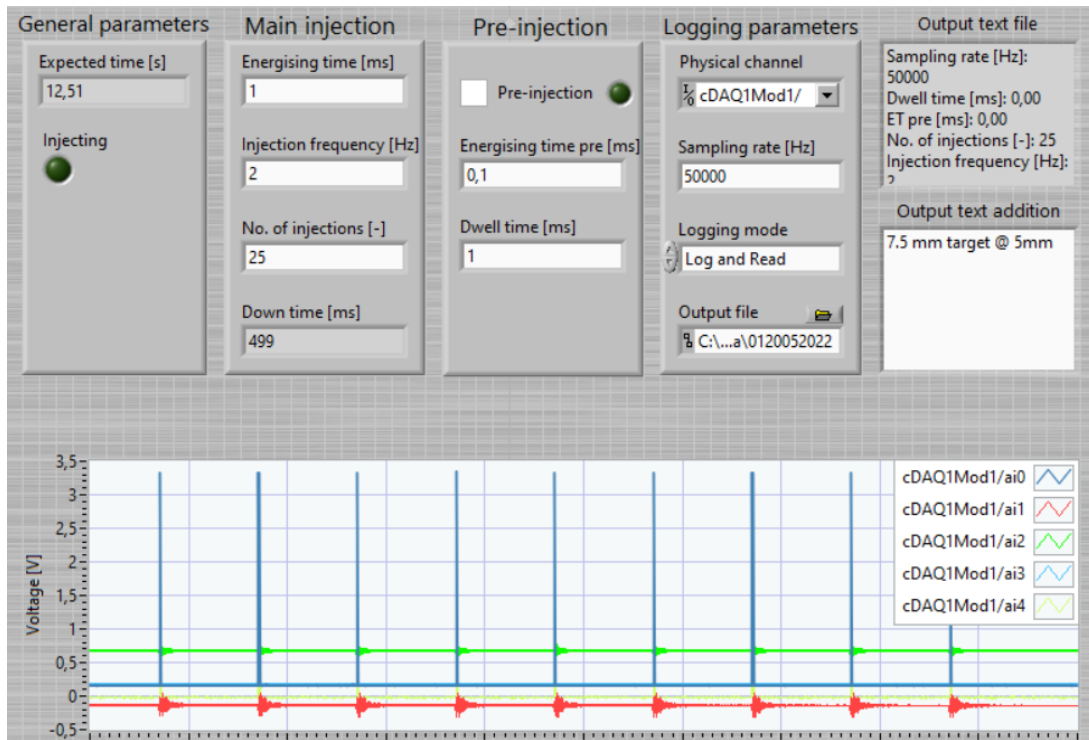 General parameters
Expected time [s]
12,51
Injecting
Main injection
Energising time [ms]
1
Injection frequency [Hz]
2
No. of injections [-]
25
Down time [ms]
499
Pre-injection
Pre-injection
Energising time pre [ms]
0,1
Dwell time [ms]
1
Logging parameters
Physical channel
cDAQ1Mod1/
Sampling rate [Hz]
50000
Logging mode
Log and Read
Output file
C:\...a\0120052022
Output text file
Sampling rate [Hz]:
50000
Dwell time [ms]: 0,00
ET pre [ms]: 0,00
No. of injections [-]: 25
Injection frequency [Hz]:
2
Output text addition
7.5 mm target @ 5mm
Voltage [V]
3,5
3
2,5
2
1,5
1
0,5
0
-0,5
cDAQ1Mod1/ai0
cDAQ1Mod1/ai1
cDAQ1Mod1/ai2
cDAQ1Mod1/ai3
cDAQ1Mod1/ai4